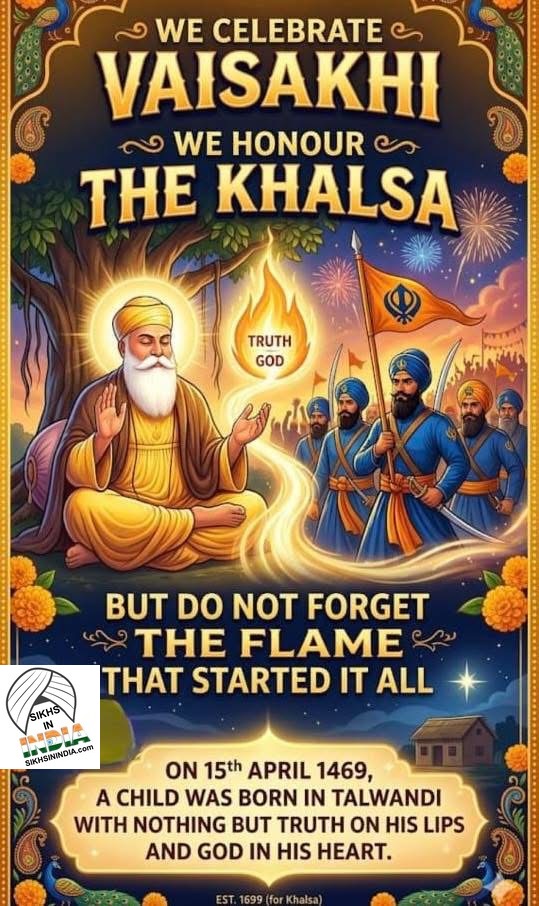 WE CELEBRATE
VAISAKHI
WE HONOUR
THE KHALSA
TRUTH
GOD
BUT DO NOT FORGET
THE FLAME
THAT STARTED IT ALL
SIKHS
IN
INDIA
SIKHSININDIA.com
ON 15th APRIL 1469,
A CHILD WAS BORN IN TALWANDI
WITH NOTHING BUT TRUTH ON HIS LIPS
AND GOD IN HIS HEART.
EST. 1699 (for Khalsa)